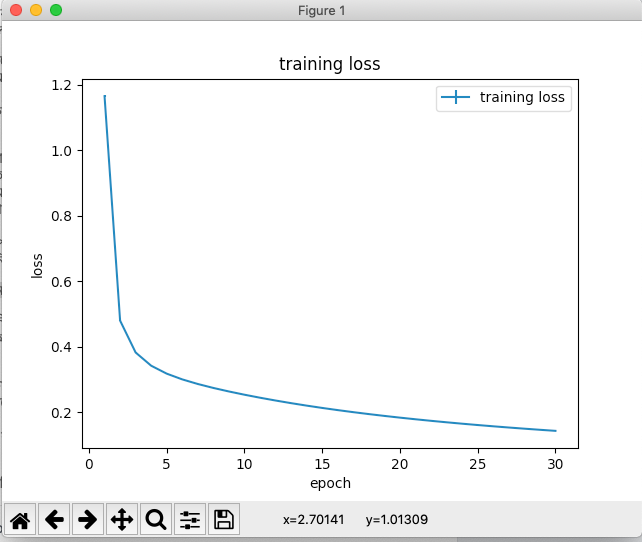 Figure 1
training loss
training loss
1.2
1.0
0.8
0.6
0.4
0.2
loss
0 5 10 15 20 25 30
epoch
x=2.70141 y=1.01309